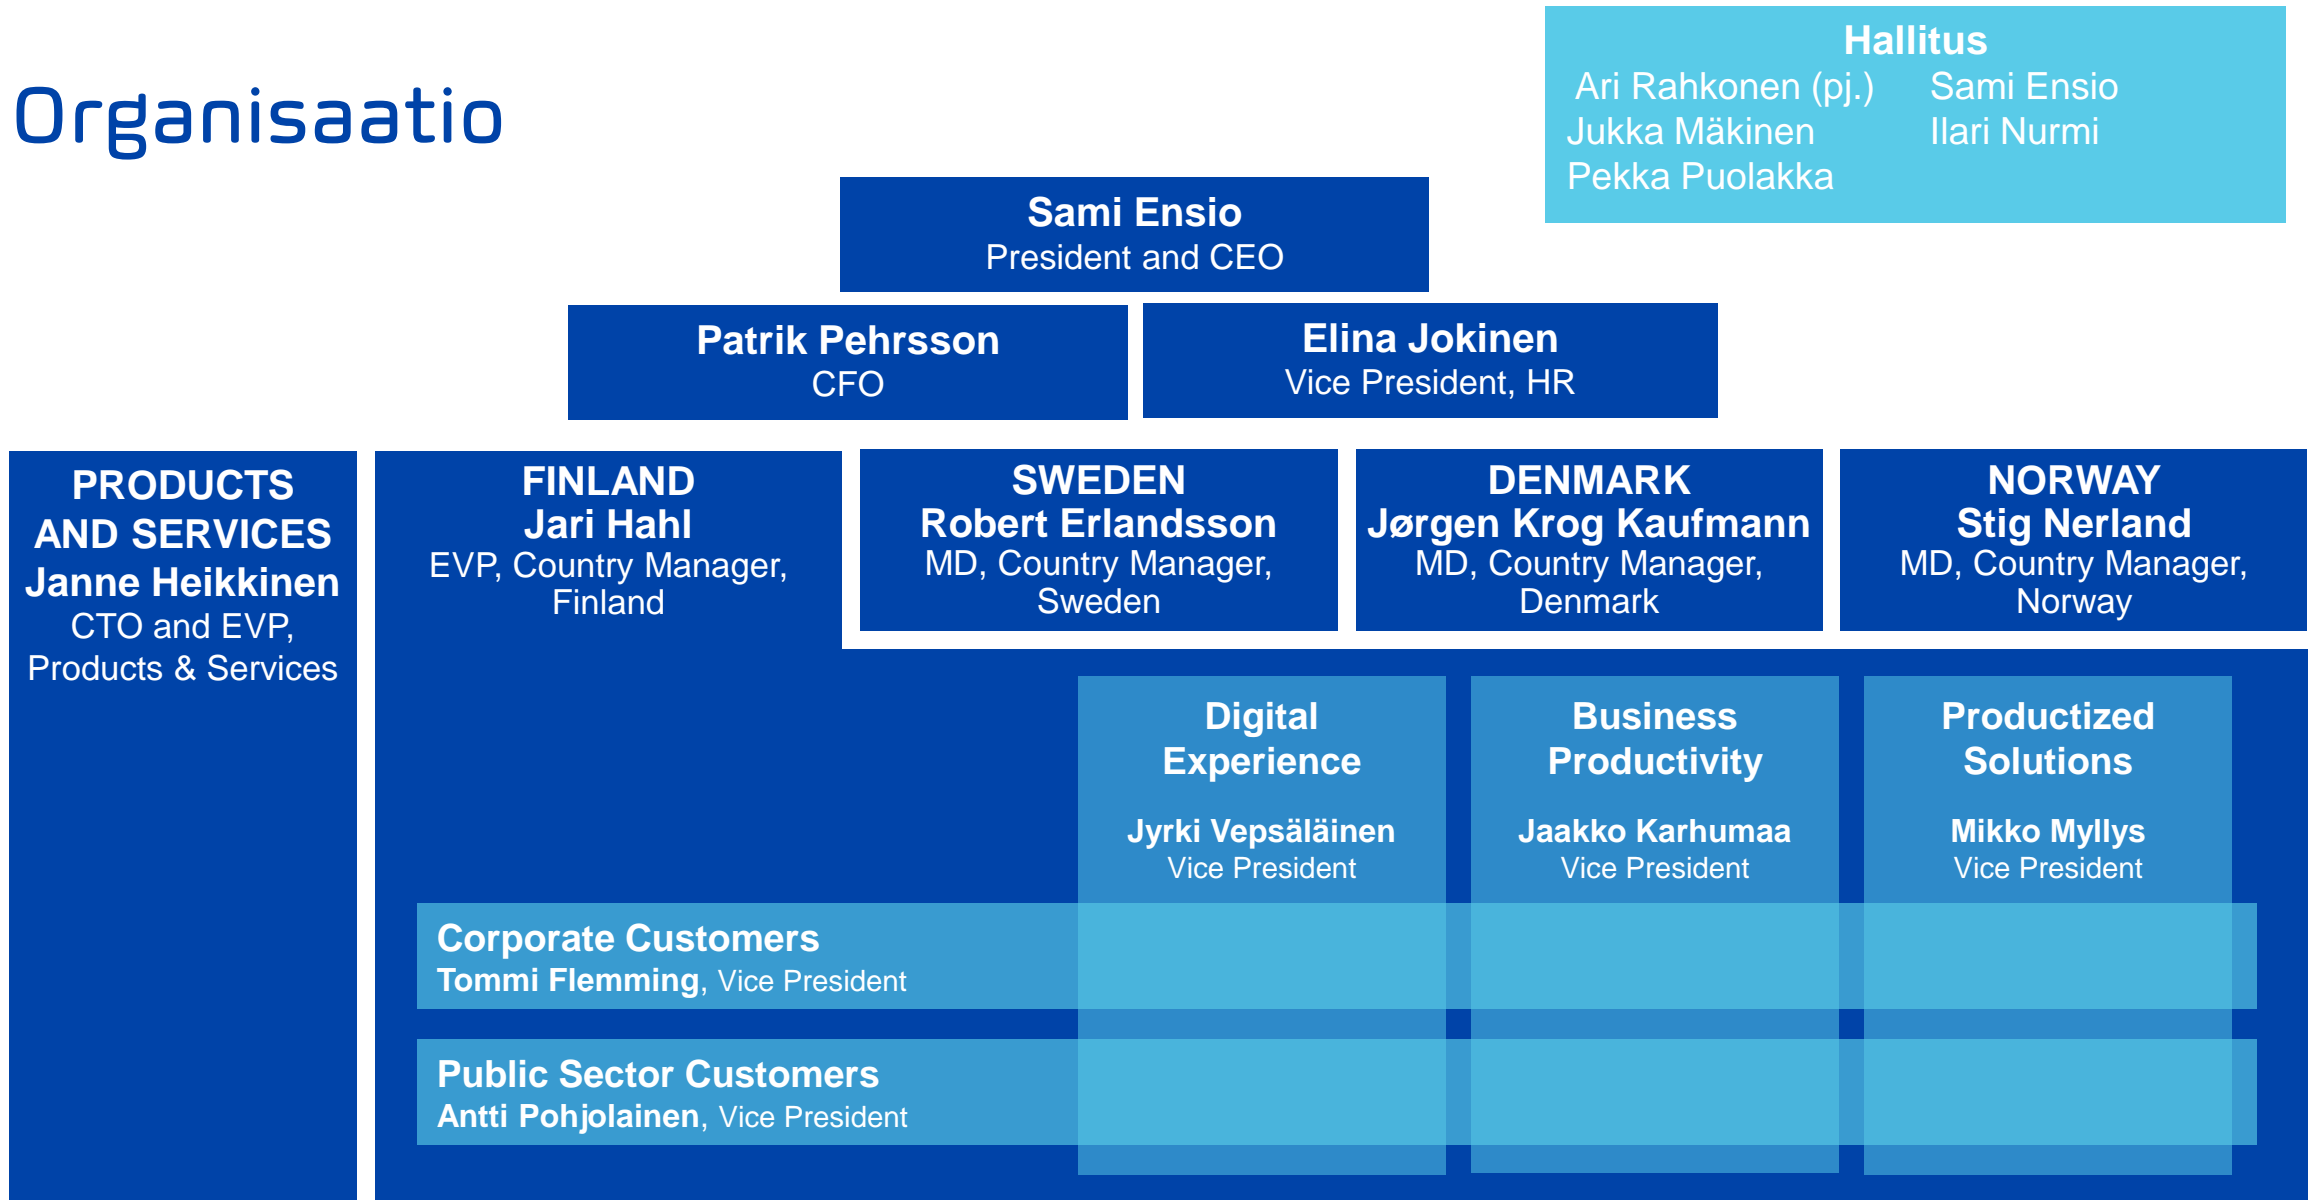 Organisaatio
Hallitus
Ari Rahkonen (pj.) Sami Ensio
Jukka Mäkinen Ilari Nurmi
Pekka Puolakka
Sami Ensio
President and CEO
Patrik Pehrsson
CFO
Elina Jokinen
Vice President, HR
PRODUCTS
AND SERVICES
Janne Heikkinen
CTO and EVP,
Products & Services
FINLAND
Jari Hahl
EVP, Country Manager,
Finland
SWEDEN
Robert Erlandsson
MD, Country Manager,
Sweden
DENMARK
Jørgen Krog Kaufmann
MD, Country Manager,
Denmark
NORWAY
Stig Nerland
MD, Country Manager,
Norway
Digital
Experience
Jyrki Vepsäläinen
Vice President
Business
Productivity
Jaakko Karhumaa
Vice President
Productized
Solutions
Mikko Myllys
Vice President
Corporate Customers
Tommi Flemming, Vice President
Public Sector Customers
Antti Pohjolainen, Vice President